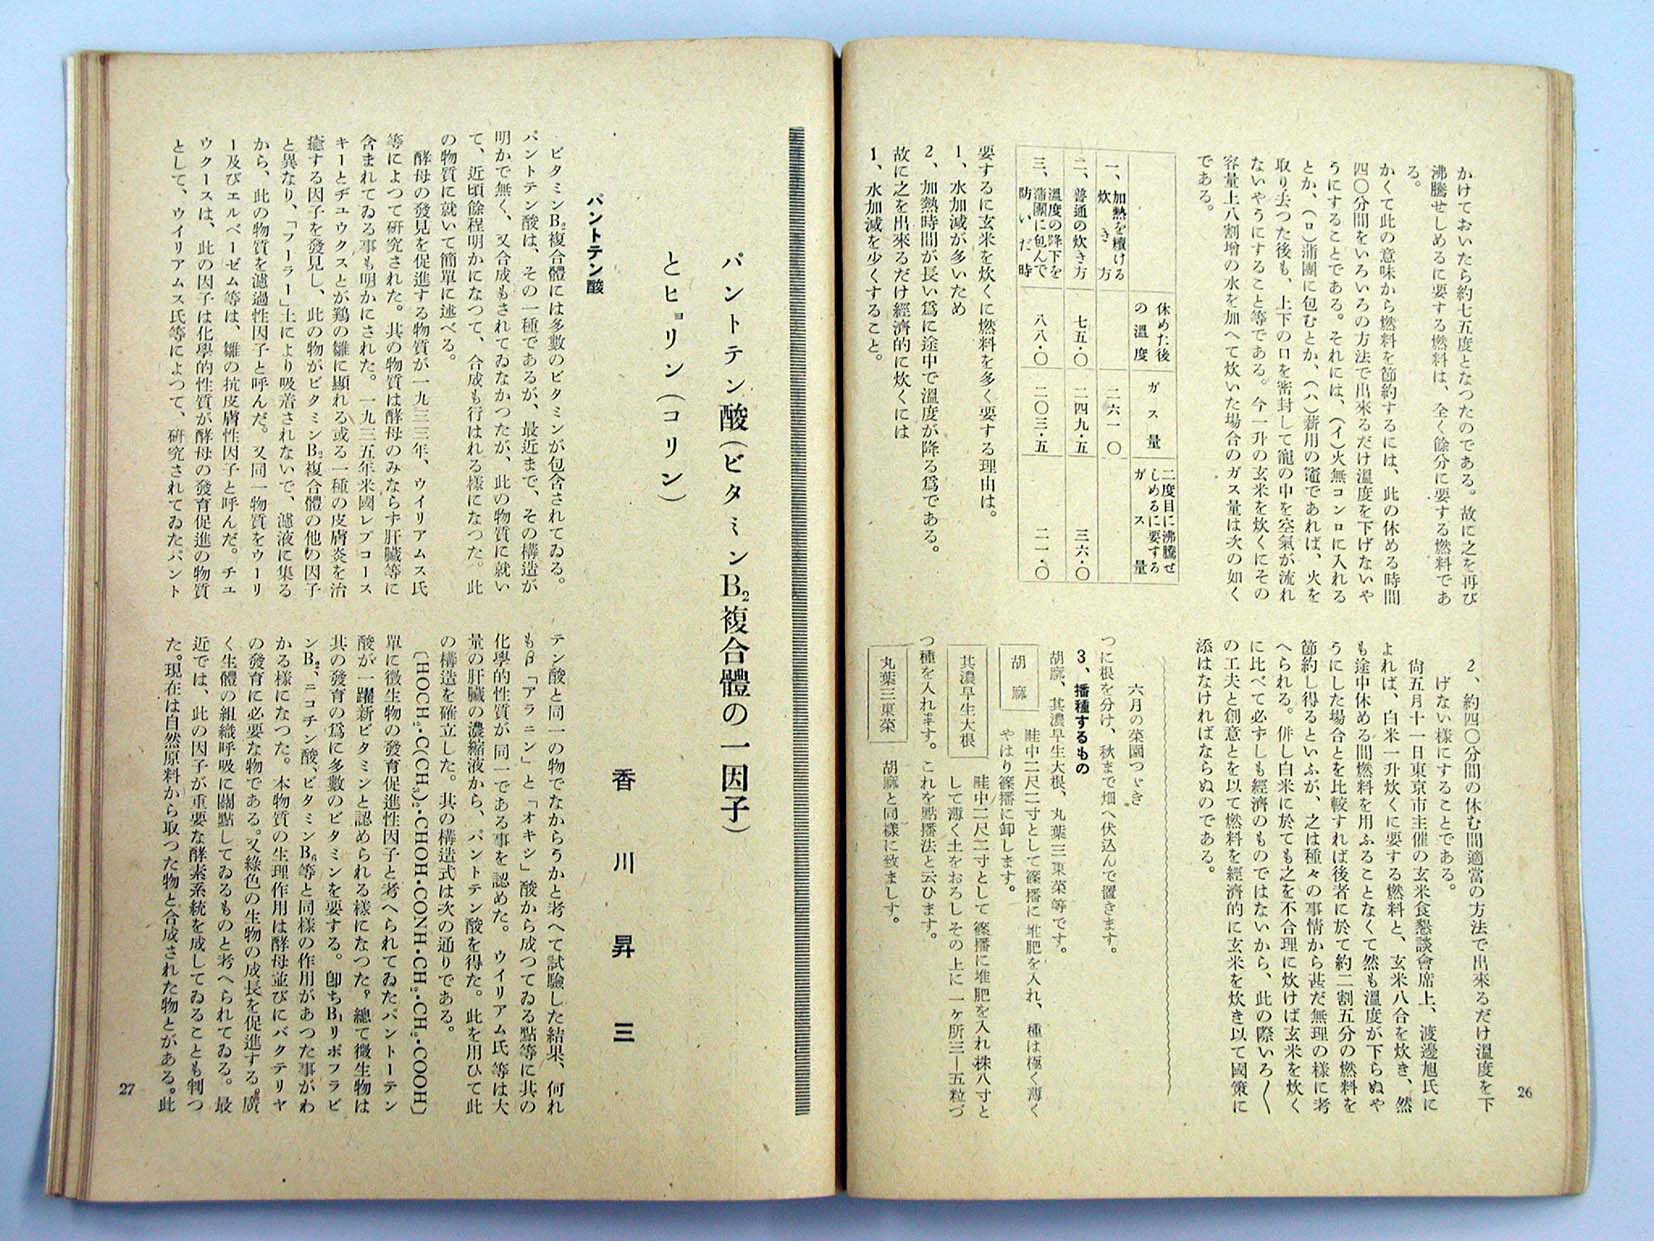 かけておいたら約七五度となつたのである。故に之を再び
沸騰せしめるに要する燃料は、全く餘分に要する燃料であ
る。
かくて此の意味から燃料を節約するには、此の休める時間
四〇分間をいろいろの方法で出來るだけ溫度を下げないや
うにすることである。それには、(イ)火無コンロに入れる
とか、(ロ)蒲團に包むとか、(ハ)薪用の竈であれば、火を
取り去つた後も、上下の口を密封して竈の中を空氣が流れ
ないやうにすること等である。今一升の玄米を炊くにその
容量上八割增の水を加へて炊いた場合のガス量は次の如く
である。
休めた後の溫度
ガス量
二度目に沸騰せしめるに要するガス量
一、加熱を續ける炊き方
二六一・〇
二、普通の炊き方
七五・〇
二四九・五
三六・〇
三、溫度の降下を蒲團に包んで防いだ時
八八・〇
二〇三・五
二一・〇
要するに玄米を炊くに燃料を多く要する理由は。
1、水加減が多いため
2、加熱時間が長い爲に途中で溫度が降る爲である。
故に之を出來るだけ經濟的に炊くには
1、水加減を少くすること。
2、約四〇分間の休む間適當の方法で出來るだけ溫度を下
げない樣にすることである。
尙五月十一日東京市主催の玄米食懇談會席上、渡邊旭氏に
よれば、白米一升炊くに要する燃料と、玄米八合を炊き、然
も途中休める間燃料を用ふることなくて然も溫度が下らぬや
うにした場合とを比較すれば後者に於て約二割五分の燃料を
節約し得るといふが、之は種々の事情から甚だ無理の樣に考
へられる。併し白米に於ても之を不合理に炊けば玄米を炊く
に比べて必ずしも經濟のものではないから、此の際いろ〱
の工夫と創意とを以て燃料を經濟的に玄米を炊き以て國策に
添はなければならぬのである。
六月の菜園つゞき
つに根を分け、秋まで畑へ伏込んで置きます。
3、播種するもの
胡麻、其濃早生大根、丸葉三東菜等です。
胡麻
畦巾二尺二寸として篠播に堆肥を入れ、種は極く薄く
やはり篠播に卸します。
其濃早生大根
畦巾二尺二寸として篠播に堆肥を入れ株八寸と
して薄く土をおろしその上に一ヶ所三―五粒づ
つ種を入れます。これを點播法と云ひます。
丸葉三東菜
胡麻と同樣に致します。
26
パントテン酸(ビタミンB₂複合體の一因子)
とヒョリン(コリン)
香川昇三
パントテン酸
ビタミンB₂複合體には多數のビタミンが包含されてゐる。
パントテン酸は、その一種であるが、最近まで、その構造が
明かで無く、又合成もされてゐなかつたが、此の物質に就い
て、近頃餘程明かになつて、合成も行はれる樣になつた。此
の物質に就いて簡單に述べる。
酵母の發見を促進する物質が一九三三年、ウイリアムス氏
等によつて硏究された。其の物質は酵母のみならず肝臟等に
含まれてゐる事も明かにされた。一九三五年米國レプコース
キーとヂユウクスとが鷄の雛に顯れる或る一種の皮膚炎を治
癒する因子を發見し、此の物がビタミンB₂複合體の他の因子
と異なり、「フーラー」土により吸着されないで、濾液に集る
から、此の物質を濾過性因子と呼んだ。又同一物質をウーリ
ー及びエルベーゼム等は、雛の抗皮膚性因子と呼んだ。チェ
ウクースは、此の因子は化學的性質が酵母の發育促進の物質
として、ウイリアムス氏等によつて、硏究されてゐたパント
テン酸と同一の物でなからうかと考へて試驗した結果、何れ
もβ「アラニン」と「オキシ」酸から成つてゐる點等に其の
化學的性質が同一である事を認めた。ウイリアム氏等は大
量の肝臟の濃縮液から、パントテン酸を得た。此を用ひて此
の構造を確立した。其の構造式は次の通りである。
〔HOCH₂・C(CH₃)₂・CHOH・CONH・CH₂・CH₂・COOH〕
單に微生物の發育促進性因子と考へられてゐたパントーテン
酸が一躍新ビタミンと認められる樣になつた。總て微生物は
其の發育の爲に多數のビタミンを要する。卽ちB₁リボフラビ
ンB₂、ニコチン酸、ビタミンB₆等と同樣の作用があつた事がわ
かる樣になつた。本物質の生理作用は酵母並びにバクテリヤ
の發育に必要な物である。又綠色の生物の成長を促進する。廣
く生體の組織呼吸に關點してゐるものと考へられてゐる。最
近では、此の因子が重要な酵素系統を成してゐることも判つ
た。現在は自然原料から取つた物と合成された物とがある。此
27